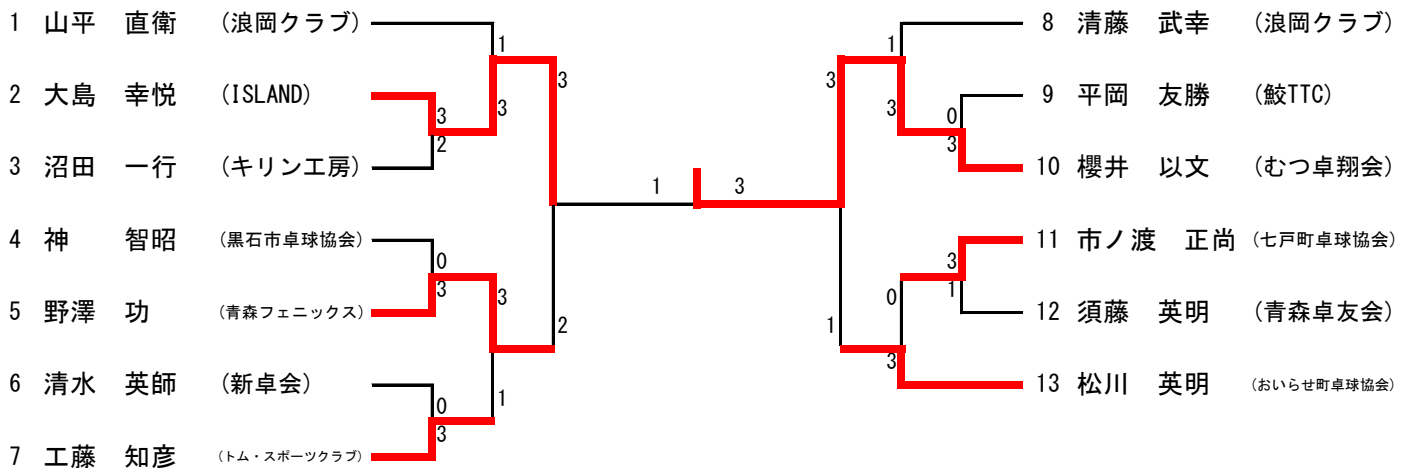 1 山平 直衛 (浪岡クラブ)
2 大島 幸悦 (ISLAND)
3 沼田 一行 (キリン工房)
4 神 智昭 (黒石市卓球協会)
5 野澤 功 (青森フェニックス)
6 清水 英師 (新卓会)
7 工藤 知彦 (トム・スポーツクラブ)
1
3
3
2
0
3
0
3
3
1
3
2
1
3
3
1
1
3
0
3
3
1
0
3
8 清藤 武幸 (浪岡クラブ)
9 平岡 友勝 (鮫TTC)
10 櫻井 以文 (むつ卓翔会)
11 市ノ渡 正尚 (七戸町卓球協会)
12 須藤 英明 (青森卓友会)
13 松川 英明 (おいらせ町卓球協会)